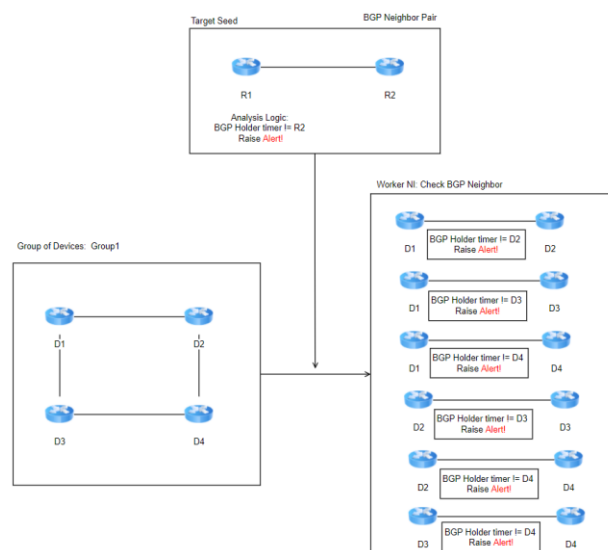 Target Seed
BGP Neighbor Pair
R1
R2
Analysis Logic:
BGP Holder timer != R2
Raise Alert!
Group of Devices: Group1
D1
D2
D3
D4
Worker NI: Check BGP Neighbor
BGP Holder timer != D2
Raise Alert!
D1
D2
BGP Holder timer != D3
Raise Alert!
D1
D3
BGP Holder timer != D4
Raise Alert!
D1
D4
BGP Holder timer != D3
Raise Alert!
D2
D3
BGP Holder timer != D4
Raise Alert!
D2
D4
BGP Holder timer != D4
Raise Alert!
D3
D4